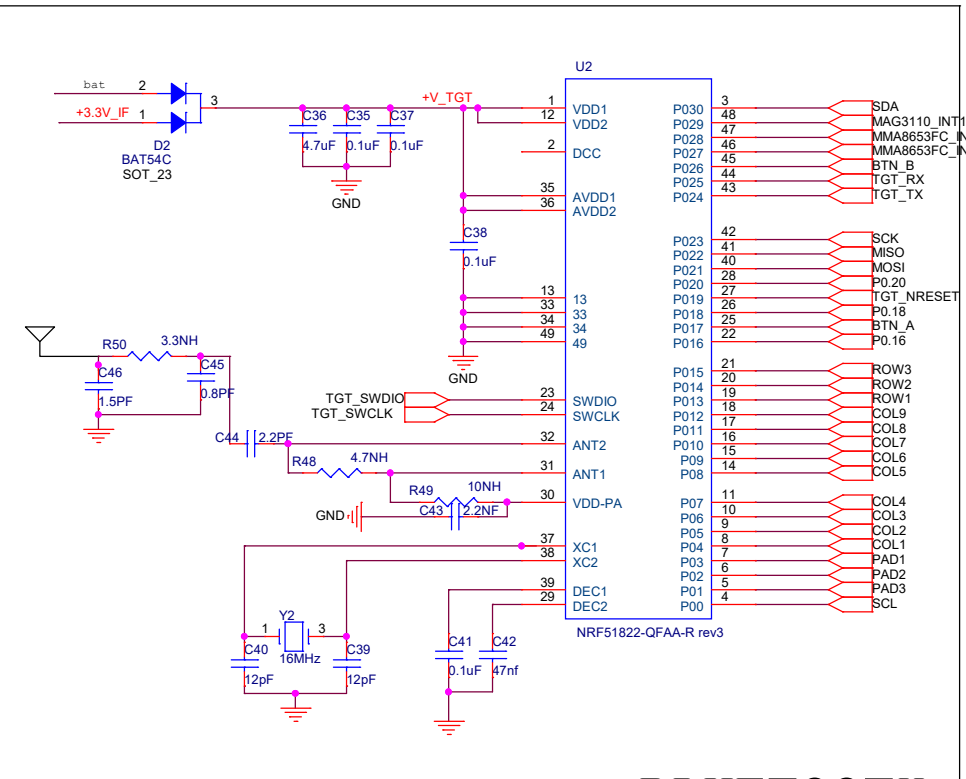 U2
bat 2
3
+3.3V_IF 1
D2
BAT54C
SOT_23
+V_TGT
C36 C35 C37
4.7uF 0.1uF 0.1uF
GND
1 VDD1
12 VDD2
2 DCC
35 AVDD1
36 AVDD2
C38
0.1uF
13 13
33 33
34 34
49 49
GND
TGT_SWDIO 23 SWDIO
TGT_SWCLK 24 SWCLK
32 ANT2
31 ANT1
30 VDD-PA
37 XC1
38 XC2
39 DEC1
29 DEC2
R50 3.3NH
C45
C46 0.8PF
1.5PF
C44 2.2PF
R48 4.7NH
R49 10NH
GND C43 2.2NF
Y2
1 3
16MHz
C40 C39
12pF 12pF
C41 C42
0.1uF 47nf
P030 3 SDA
P029 48 MAG3110_INT1
P028 47 MMA8653FC_IN
P027 46 MMA8653FC_IN
P026 45 BTN_B
P025 44 TGT_RX
P024 43 TGT_TX
P023 42 SCK
P022 41 MISO
P021 40 MOSI
P020 28 P0.20
P019 27 TGT_NRESET
P018 26 P0.18
P017 25 BTN_A
P016 22 P0.16
P015 21 ROW3
P014 20 ROW2
P013 19 ROW1
P012 18 COL9
P011 17 COL8
P010 16 COL7
P09 15 COL6
P08 14 COL5
P07 11 COL4
P06 10 COL3
P05 9 COL2
P04 8 COL1
P03 7 PAD1
P02 6 PAD2
P01 5 PAD3
P00 4 SCL
NRF51822-QFAA-R rev3